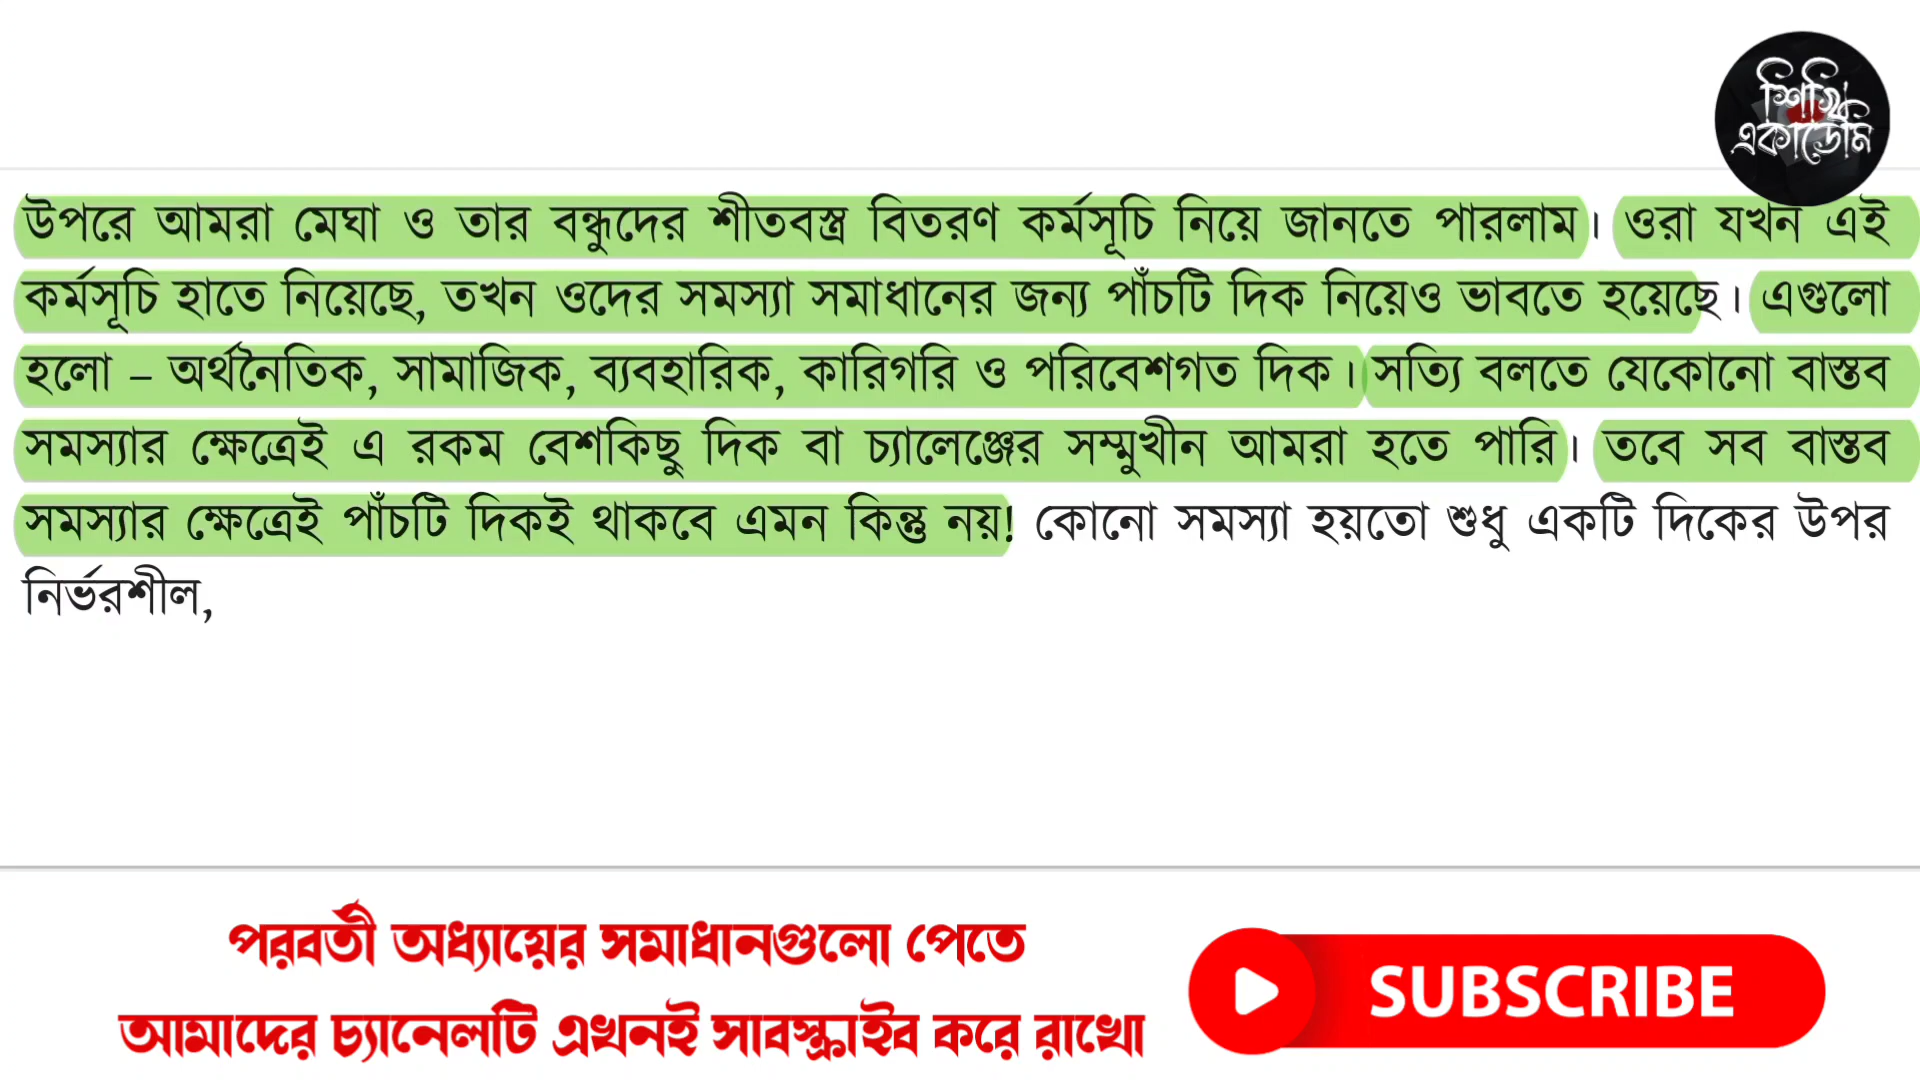 শিখি
একাডেমি
উপরে আমরা মেঘা ও তার বন্ধুদের শীতবস্ত্র বিতরণ কর্মসূচি নিয়ে জানতে পারলাম। ওরা যখন এই
কর্মসূচি হাতে নিয়েছে, তখন ওদের সমস্যা সমাধানের জন্য পাঁচটি দিক নিয়েও ভাবতে হয়েছে। এগুলো
হলো – অর্থনৈতিক, সামাজিক, ব্যবহারিক, কারিগরি ও পরিবেশগত দিক। সত্যি বলতে যেকোনো বাস্তব
সমস্যার ক্ষেত্রেই এ রকম বেশকিছু দিক বা চ্যালেঞ্জের সম্মুখীন আমরা হতে পারি। তবে সব বাস্তব
সমস্যার ক্ষেত্রেই পাঁচটি দিকই থাকবে এমন কিন্তু নয়! কোনো সমস্যা হয়তো শুধু একটি দিকের উপর
নির্ভরশীল,
পরবর্তী অধ্যায়ের সমাধানগুলো পেতে
আমাদের চ্যানেলটি এখনই সাবস্ক্রাইব করে রাখো
SUBSCRIBE